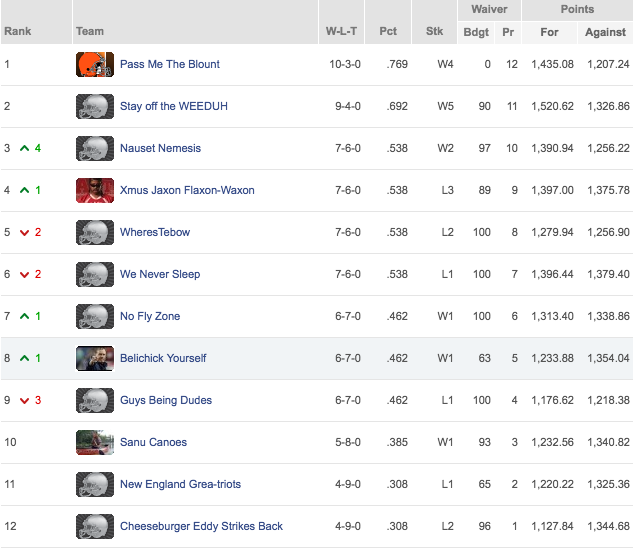 Waiver Points
Rank Team W-L-T Pct Stk Bdgt Pr For Against
1 Pass Me The Blount 10-3-0 .769 W4 0 12 1,435.08 1,207.24
2 Stay off the WEEDUH 9-4-0 .692 W5 90 11 1,520.62 1,326.86
3 4 Nauset Nemesis 7-6-0 .538 W2 97 10 1,390.94 1,256.22
4 1 Xmus Jaxon Flaxon-Waxon 7-6-0 .538 L3 89 9 1,397.00 1,375.78
5 2 WheresTebow 7-6-0 .538 L2 100 8 1,279.94 1,256.90
6 2 We Never Sleep 7-6-0 .538 L1 100 7 1,396.44 1,379.40
7 1 No Fly Zone 6-7-0 .462 W1 100 6 1,313.40 1,338.86
8 1 Belichick Yourself 6-7-0 .462 W1 63 5 1,233.88 1,354.04
9 3 Guys Being Dudes 6-7-0 .462 L1 100 4 1,176.62 1,218.38
10 Sanu Canoes 5-8-0 .385 W1 93 3 1,232.56 1,340.82
11 New England Grea-triots 4-9-0 .308 L1 65 2 1,220.22 1,325.36
12 Cheeseburger Eddy Strikes Back 4-9-0 .308 L2 96 1 1,127.84 1,344.68